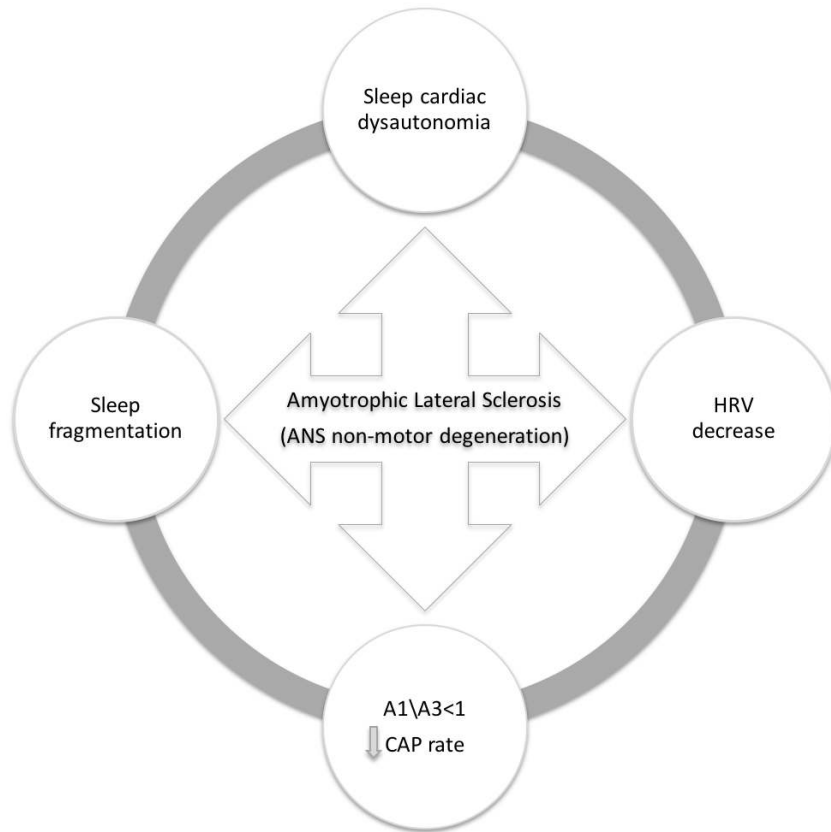 Sleep cardiac
dysautonomia
Sleep
fragmentation
Amyotrophic Lateral Sclerosis
(ANS non-motor degeneration)
HRV
decrease
A1\A3<1
CAP rate